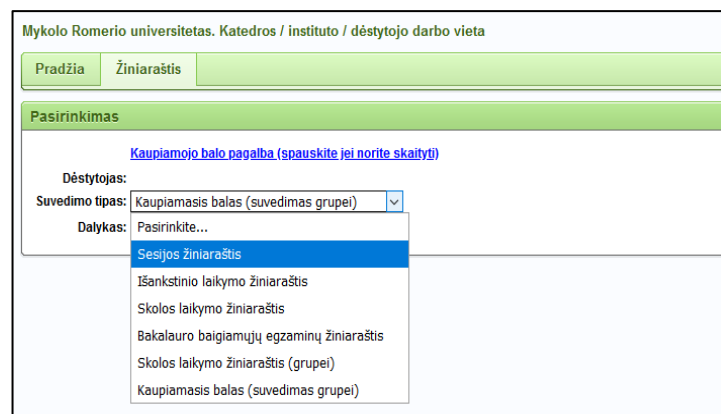 Mykolo Romerio universitetas. Katedros / instituto / dėstytojo darbo vieta
Pradžia Žiniaraštis
Pasirinkimas
Kaupiamojo balo pagalba (spauskite jei norite skaityti)
Dėstytojas:
Suvedimo tipas: Kaupiamasis balas (suvedimas grupei)
Dalykas: Pasirinkite...
Sesijos žiniaraštis
Išankstinio laikymo žiniaraštis
Skolos laikymo žiniaraštis
Bakalauro baigiamųjų egzaminų žiniaraštis
Skolos laikymo žiniaraštis (grupei)
Kaupiamasis balas (suvedimas grupei)